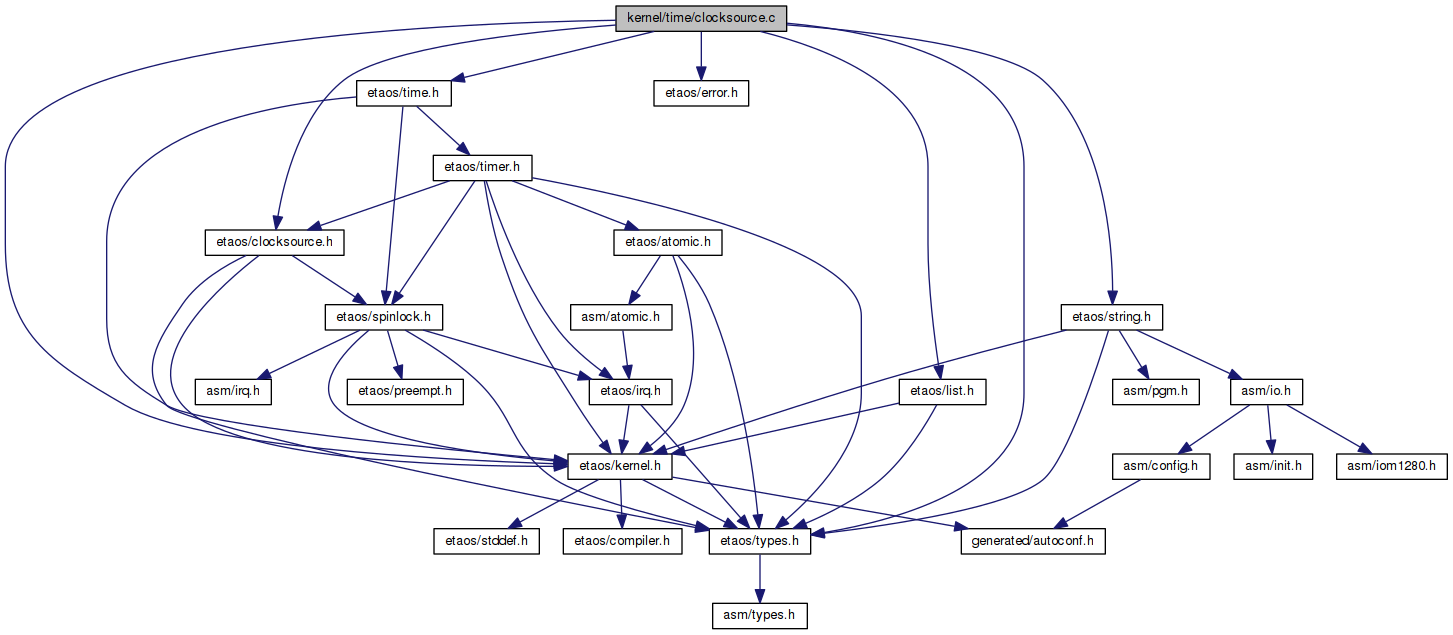 kernel/time/clocksource.c
etaos/time.h
etaos/error.h
etaos/timer.h
etaos/clocksource.h
etaos/atomic.h
etaos/spinlock.h
asm/atomic.h
etaos/string.h
asm/irq.h
etaos/preempt.h
etaos/irq.h
etaos/list.h
asm/pgm.h
asm/io.h
etaos/kernel.h
asm/config.h
asm/init.h
asm/iom1280.h
etaos/stddef.h
etaos/compiler.h
etaos/types.h
generated/autoconf.h
asm/types.h